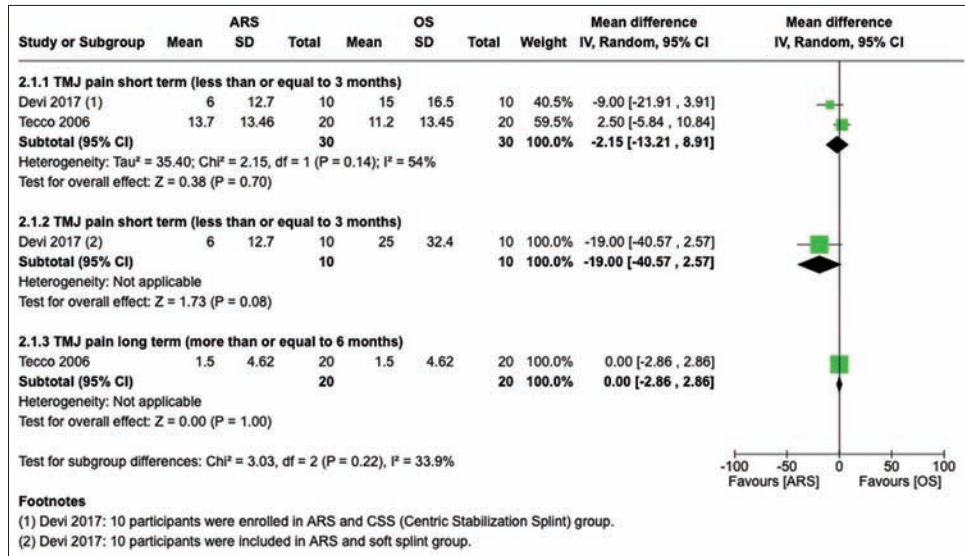 ARS OS Mean difference Mean difference
Study or Subgroup Mean SD Total Mean SD Total Weight IV, Random, 95% CI IV, Random, 95% CI
2.1.1 TMJ pain short term (less than or equal to 3 months)
Devi 2017 (1) 6 12.7 10 15 16.5 10 40.5% -9.00 [-21.91 , 3.91]
Tecco 2006 13.7 13.46 20 11.2 13.45 20 59.5% 2.50 [-5.84 , 10.84]
Subtotal (95% CI) 30 30 100.0% -2.15 [-13.21 , 8.91]
Heterogeneity: Tau² = 35.40; Chi² = 2.15, df = 1 (P = 0.14); I² = 54%
Test for overall effect: Z = 0.38 (P = 0.70)
2.1.2 TMJ pain short term (less than or equal to 3 months)
Devi 2017 (2) 6 12.7 10 25 32.4 10 100.0% -19.00 [-40.57 , 2.57]
Subtotal (95% CI) 10 10 100.0% -19.00 [-40.57 , 2.57]
Heterogeneity: Not applicable
Test for overall effect: Z = 1.73 (P = 0.08)
2.1.3 TMJ pain long term (more than or equal to 6 months)
Tecco 2006 1.5 4.62 20 1.5 4.62 20 100.0% 0.00 [-2.86 , 2.86]
Subtotal (95% CI) 20 20 100.0% 0.00 [-2.86 , 2.86]
Heterogeneity: Not applicable
Test for overall effect: Z = 0.00 (P = 1.00)
Test for subgroup differences: Chi² = 3.03, df = 2 (P = 0.22), I² = 33.9%
-100 -50 0 50 100
Favours [ARS] Favours [OS]
Footnotes
(1) Devi 2017: 10 participants were enrolled in ARS and CSS (Centric Stabilization Splint) group.
(2) Devi 2017: 10 participants were included in ARS and soft splint group.